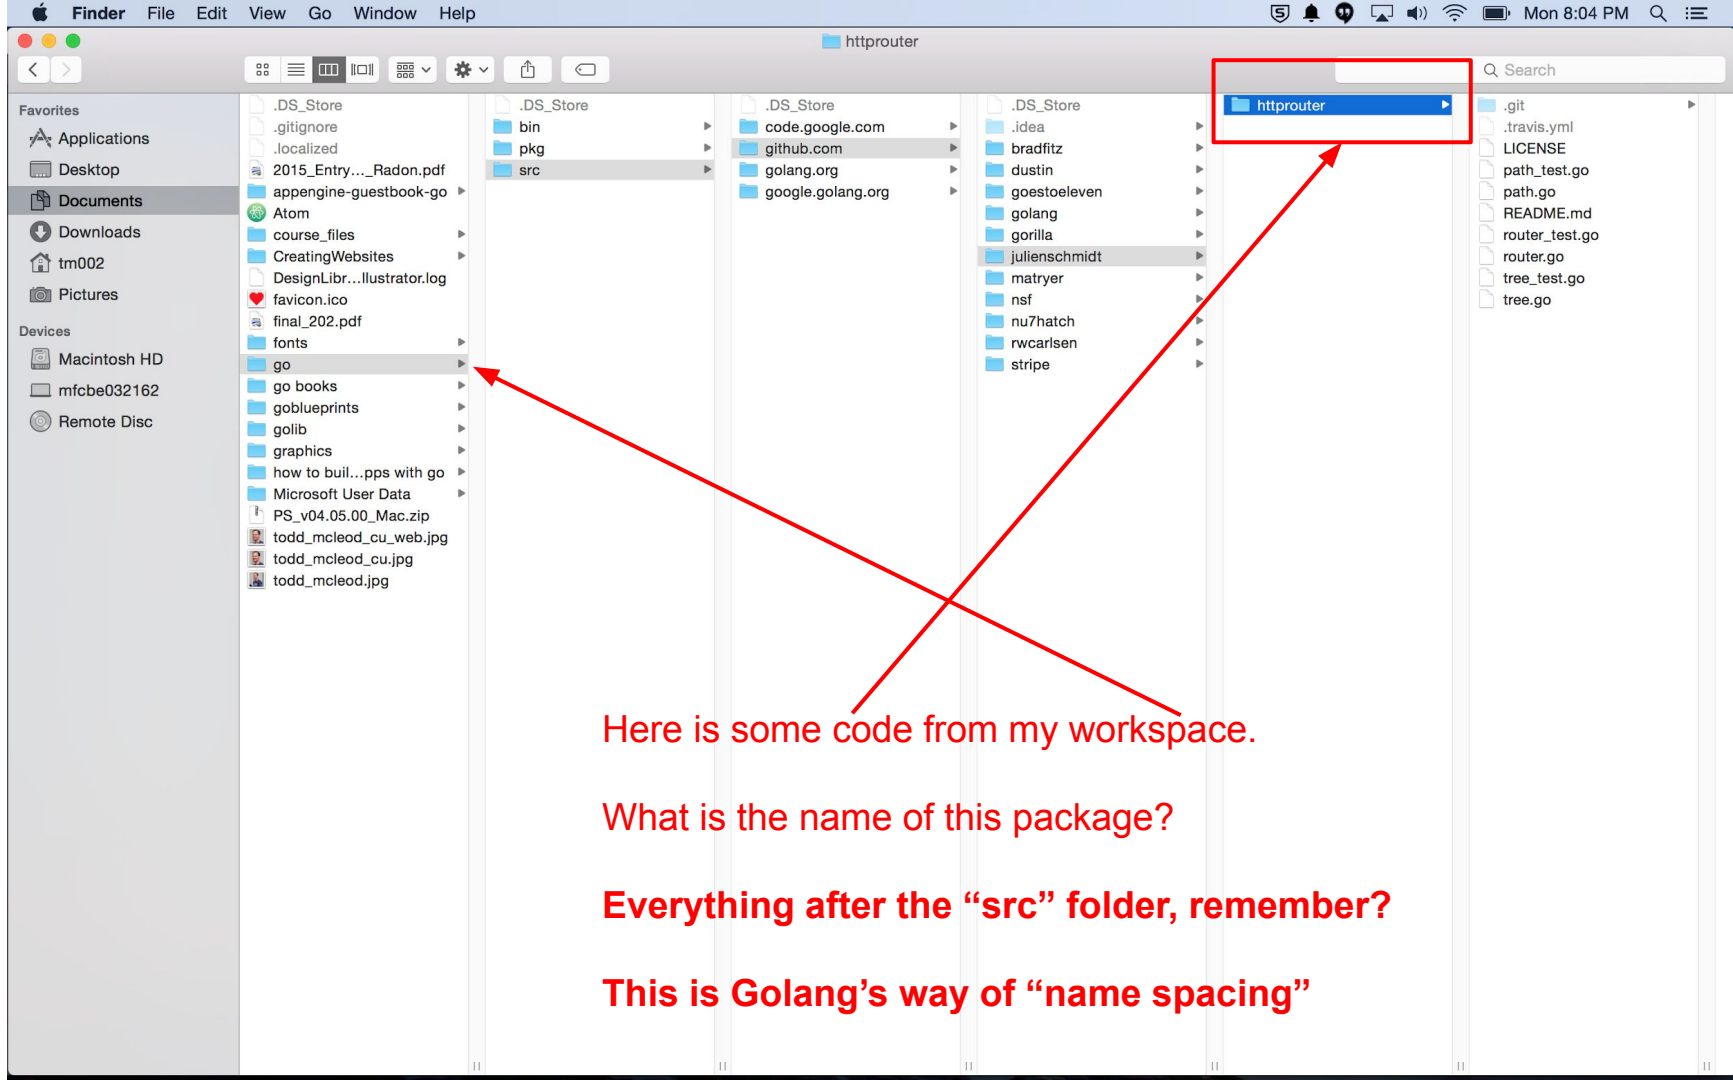 Finder File Edit View Go Window Help
Mon 8:04 PM
httprouter
Search
Favorites
Applications
Desktop
Documents
Downloads
tm002
Pictures
Devices
Macintosh HD
mfcbe032162
Remote Disc
.DS_Store
.gitignore
.localized
2015_Entry…_Radon.pdf
appengine-guestbook-go
Atom
course_files
CreatingWebsites
DesignLibr…llustrator.log
favicon.ico
final_202.pdf
fonts
go
go books
goblueprints
golib
graphics
how to buil…pps with go
Microsoft User Data
PS_v04.05.00_Mac.zip
todd_mcleod_cu_web.jpg
todd_mcleod_cu.jpg
todd_mcleod.jpg
.DS_Store
bin
pkg
src
.DS_Store
code.google.com
github.com
golang.org
google.golang.org
.DS_Store
.idea
bradfitz
dustin
goestoeleven
golang
gorilla
julienschmidt
matryer
nsf
nu7hatch
rwcarlsen
stripe
httprouter
.git
.travis.yml
LICENSE
path_test.go
path.go
README.md
router_test.go
router.go
tree_test.go
tree.go
Here is some code from my workspace.
What is the name of this package?
Everything after the “src” folder, remember?
This is Golang’s way of “name spacing”